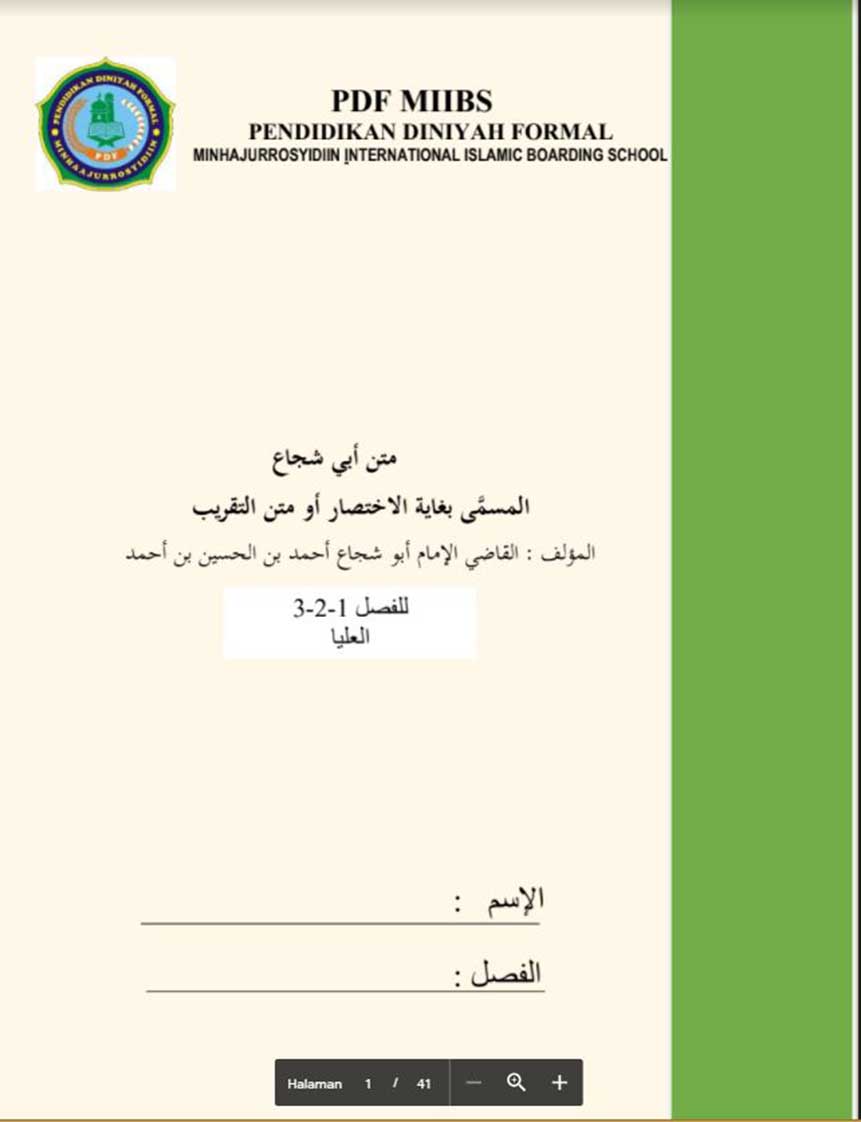 PENDIDIKAN DINIYAH FORMAL
PDF
MINHAAJURROSYIDIIN
PDF MIIBS
PENDIDIKAN DINIYAH FORMAL
MINHAJURROSYIDIIN INTERNATIONAL ISLAMIC BOARDING SCHOOL
متن أبي شجاع
المسمَّى بغاية الاختصار أو متن التقريب
المؤلف : القاضي الإمام أبو شجاع أحمد بن الحسين بن أحمد
للفصل 1-2-3
العليا
الإسم :
الفصل :
Halaman 1 / 41